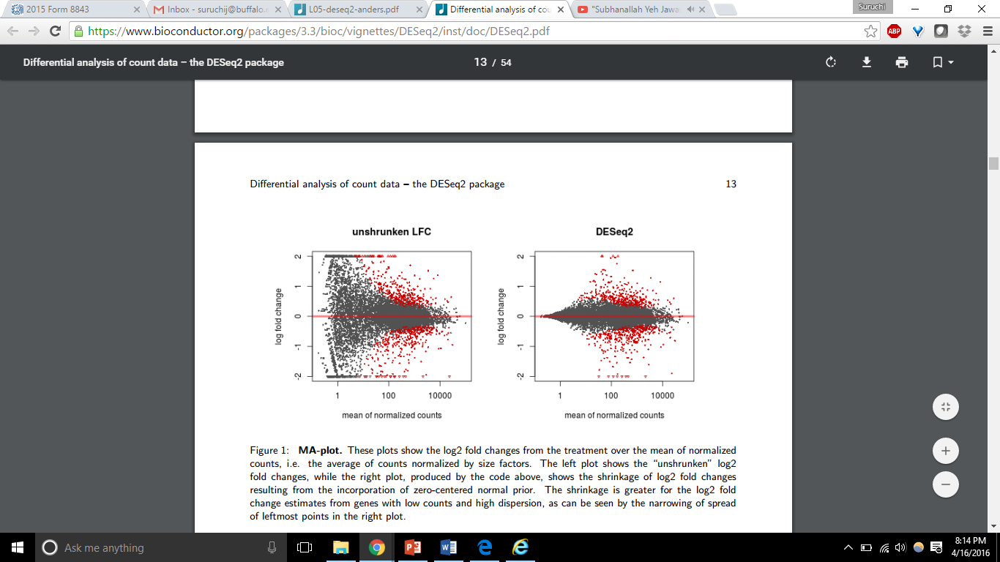 2015 Form 8843
Inbox - suruchij@buffalo.e
L05-deseq2-anders.pdf
Differential analysis of cou
"Subhanallah Yeh Jawa
Suruchi
https://www.bioconductor.org/packages/3.3/bioc/vignettes/DESeq2/inst/doc/DESeq2.pdf
ABP
Differential analysis of count data – the DESeq2 package
13 / 54
Differential analysis of count data – the DESeq2 package 13
unshrunken LFC
2
1
0
-1
-2
log fold change
1 100 10000
mean of normalized counts
DESeq2
2
1
0
-1
-2
log fold change
1 100 10000
mean of normalized counts
Figure 1: MA-plot. These plots show the log2 fold changes from the treatment over the mean of normalized
counts, i.e. the average of counts normalized by size factors. The left plot shows the “unshrunken” log2
fold changes, while the right plot, produced by the code above, shows the shrinkage of log2 fold changes
resulting from the incorporation of zero-centered normal prior. The shrinkage is greater for the log2 fold
change estimates from genes with low counts and high dispersion, as can be seen by the narrowing of spread
of leftmost points in the right plot.
Ask me anything
8:14 PM
4/16/2016